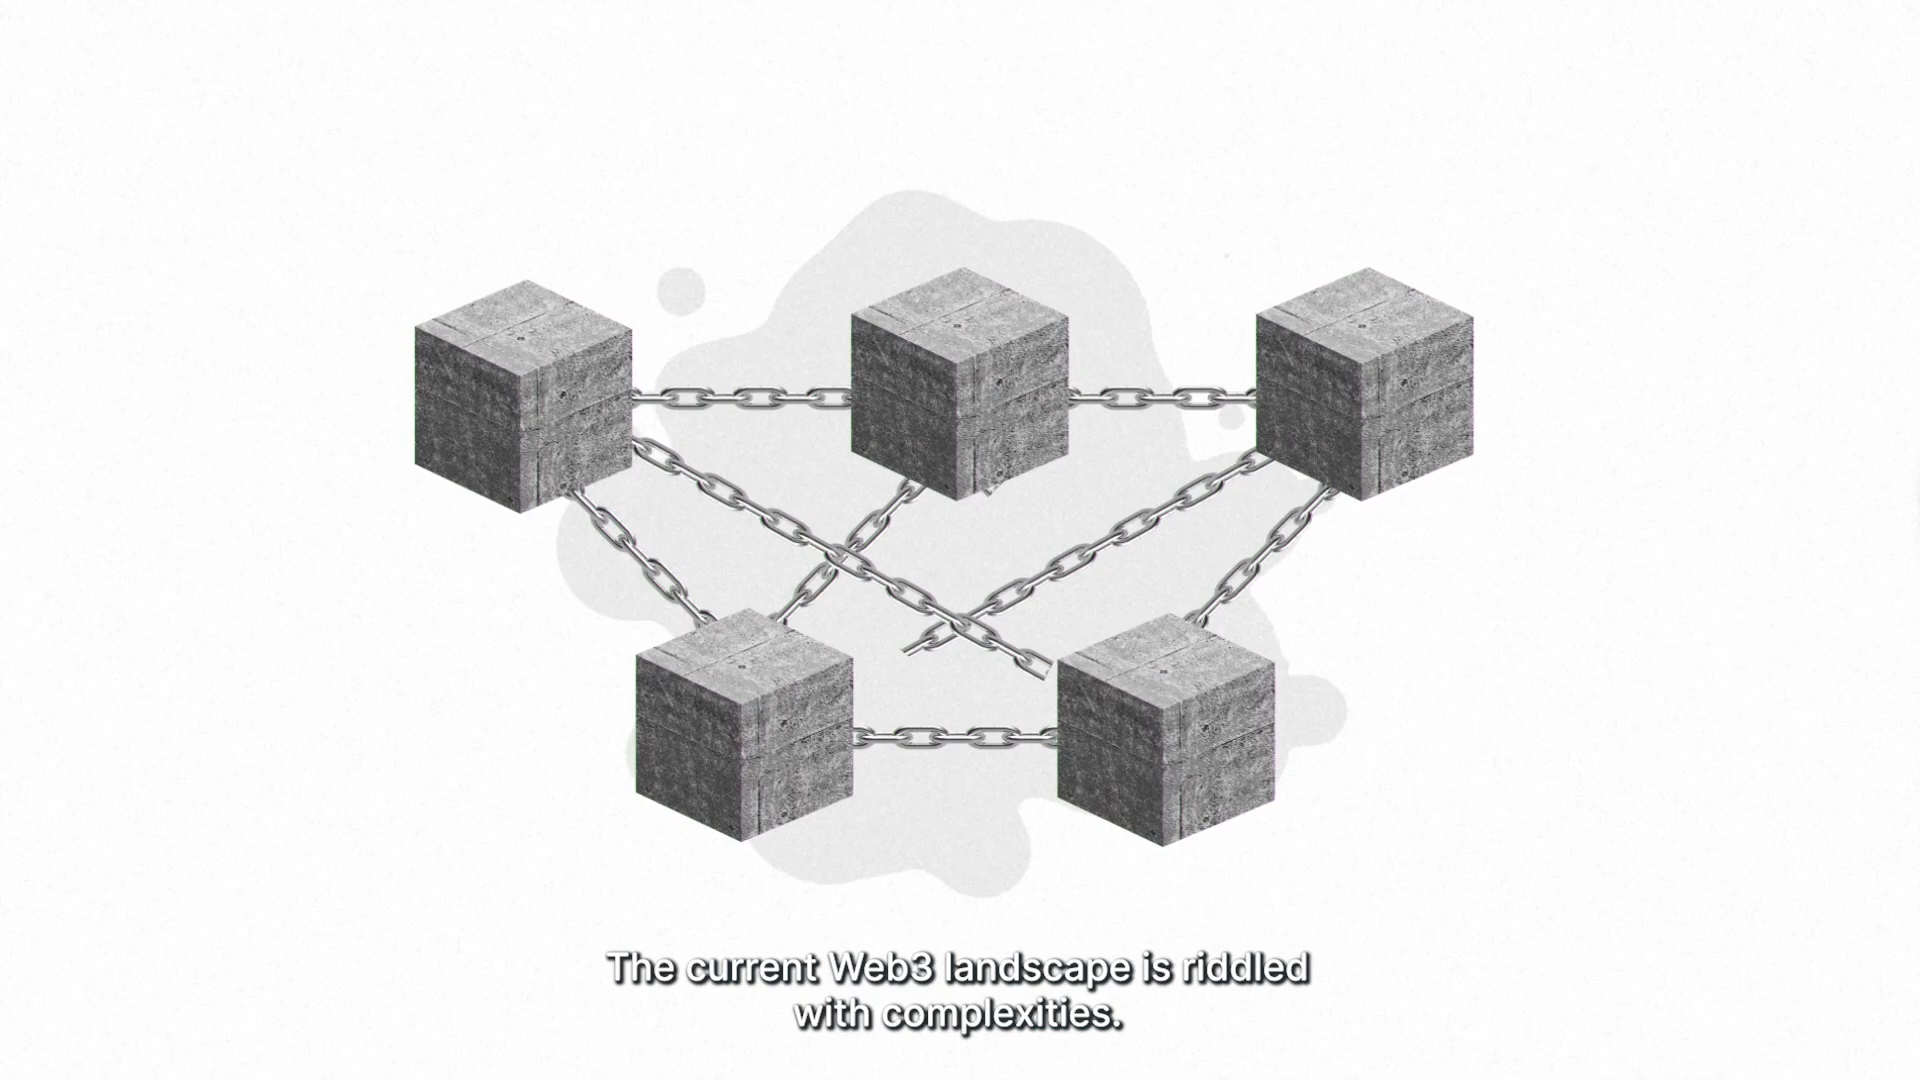 The current Web3 landscape is riddled
with complexities.